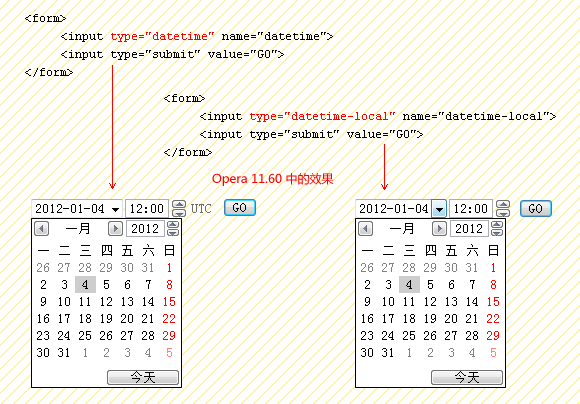 <form>
<input type="datetime" name="datetime">
<input type="submit" value="GO">
</form>
<form>
<input type="datetime-local" name="datetime-local">
<input type="submit" value="GO">
</form>
Opera 11.60 中的效果
2012-01-04 12:00 UTC GO
一月 2012
一 二 三 四 五 六 日
26 27 28 29 30 31 1
2 3 4 5 6 7 8
9 10 11 12 13 14 15
16 17 18 19 20 21 22
23 24 25 26 27 28 29
30 31 1 2 3 4 5
今天
2012-01-04 12:00 GO
一月 2012
一 二 三 四 五 六 日
26 27 28 29 30 31 1
2 3 4 5 6 7 8
9 10 11 12 13 14 15
16 17 18 19 20 21 22
23 24 25 26 27 28 29
30 31 1 2 3 4 5
今天